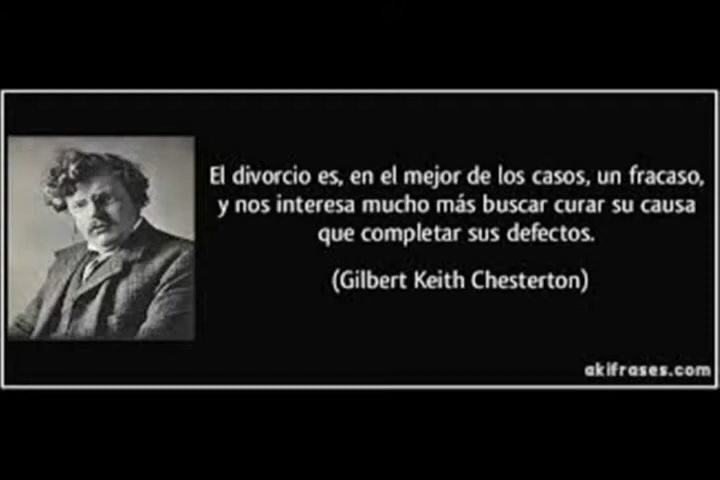 El divorcio es, en el mejor de los casos, un fracaso,
y nos interesa mucho más buscar curar su causa
que completar sus defectos.
(Gilbert Keith Chesterton)
akifrases.com